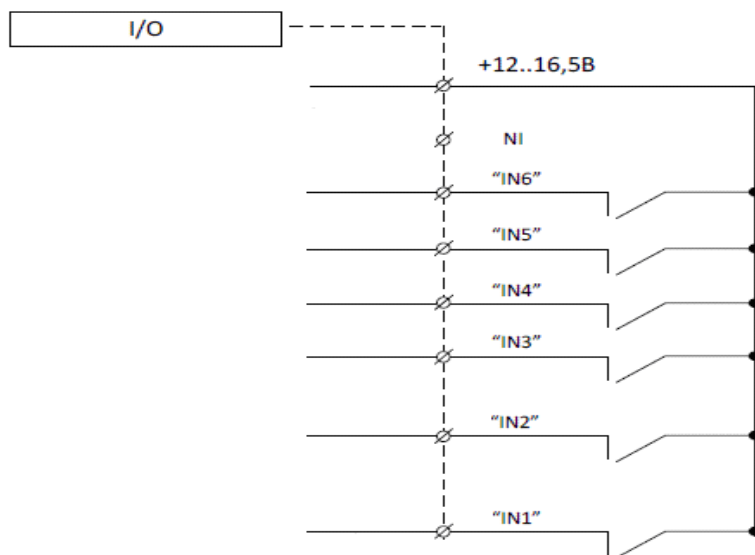 I/O
+12..16,5В
NI
“IN6”
“IN5”
“IN4”
“IN3”
“IN2”
“IN1”